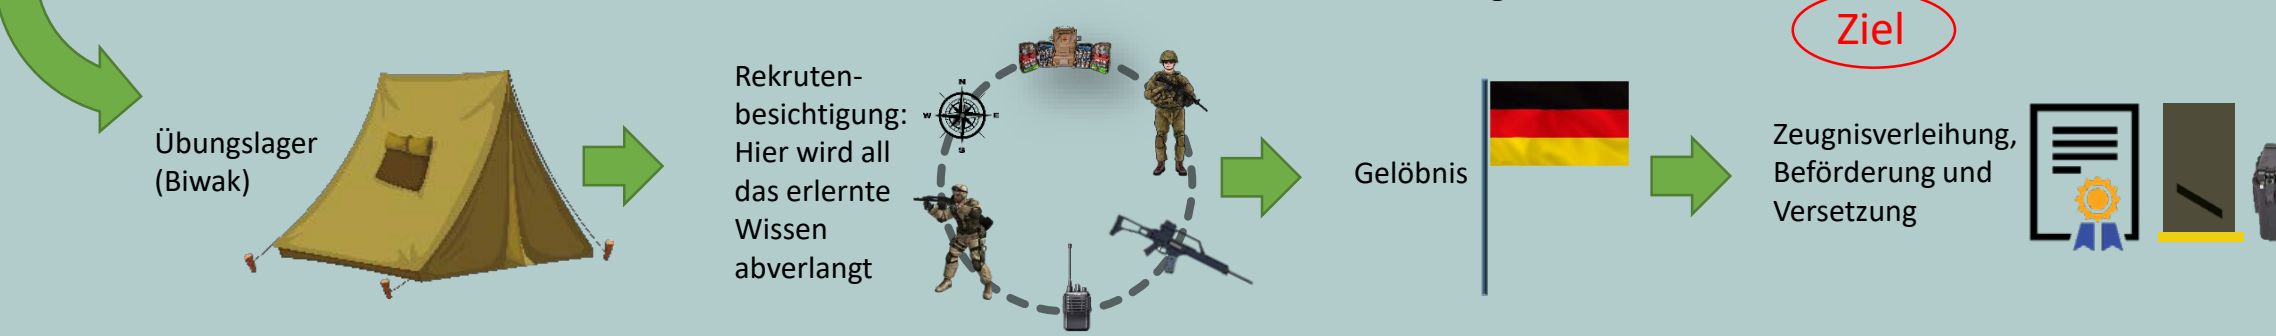 Ziel
Übungslager
(Biwak)
Rekruten-
besichtigung:
Hier wird all
das erlernte
Wissen
abverlangt
N
W
E
S
Gelöbnis
Zeugnisverleihung,
Beförderung und
Versetzung